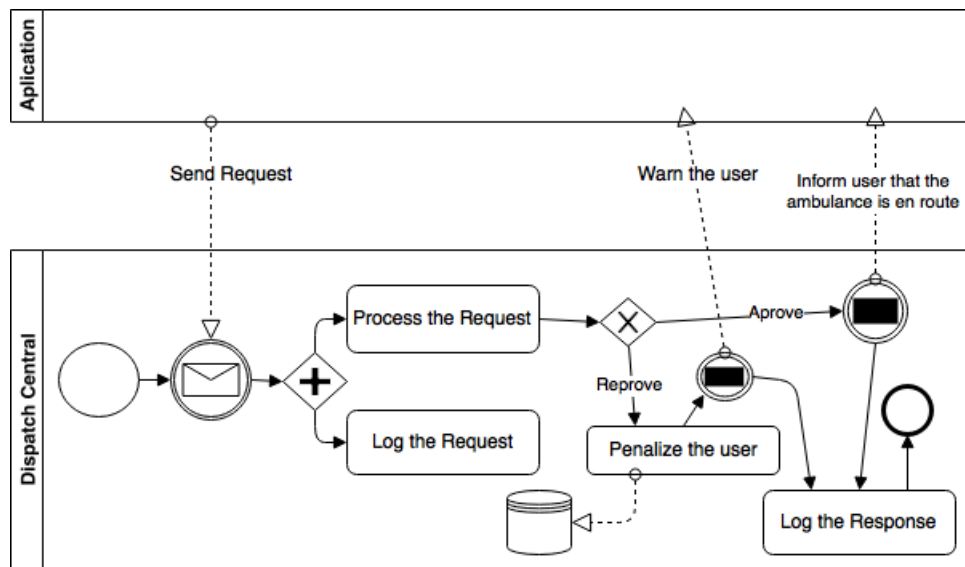 Aplication
Send Request
Warn the user
Inform user that the
ambulance is en route
Dispatch Central
Process the Request
Aprove
Reprove
Log the Request
Penalize the user
Log the Response